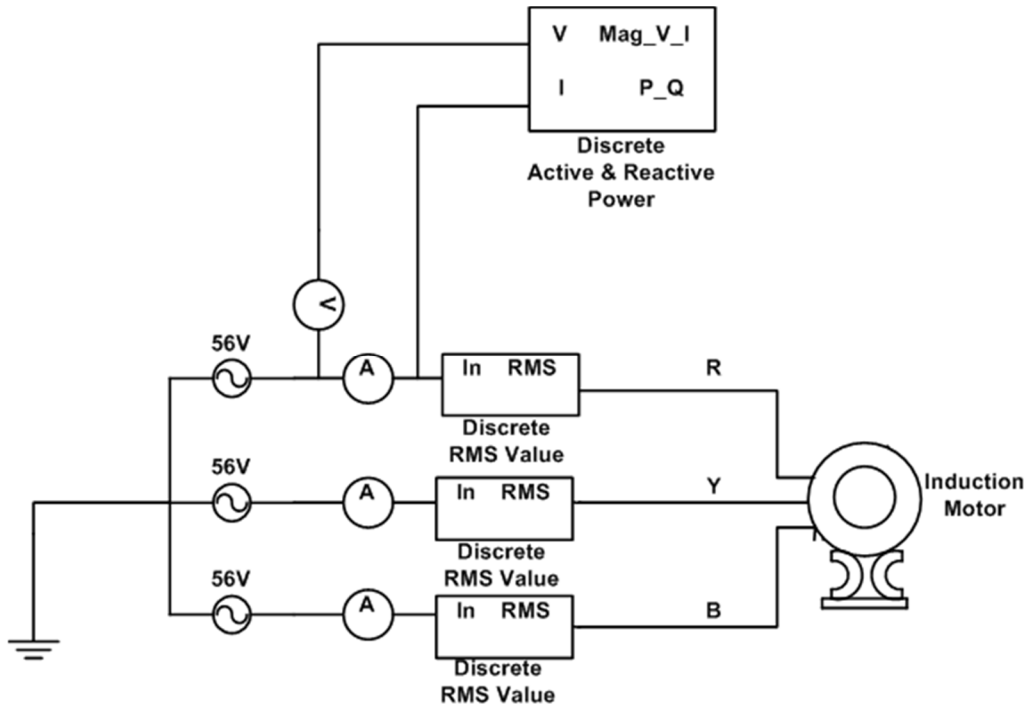 V Mag_V_I
I P_Q
Discrete
Active & Reactive
Power
V
56V
A
In RMS
R
Discrete
RMS Value
56V
A
In RMS
Y
Induction
Motor
Discrete
RMS Value
56V
A
In RMS
B
Discrete
RMS Value